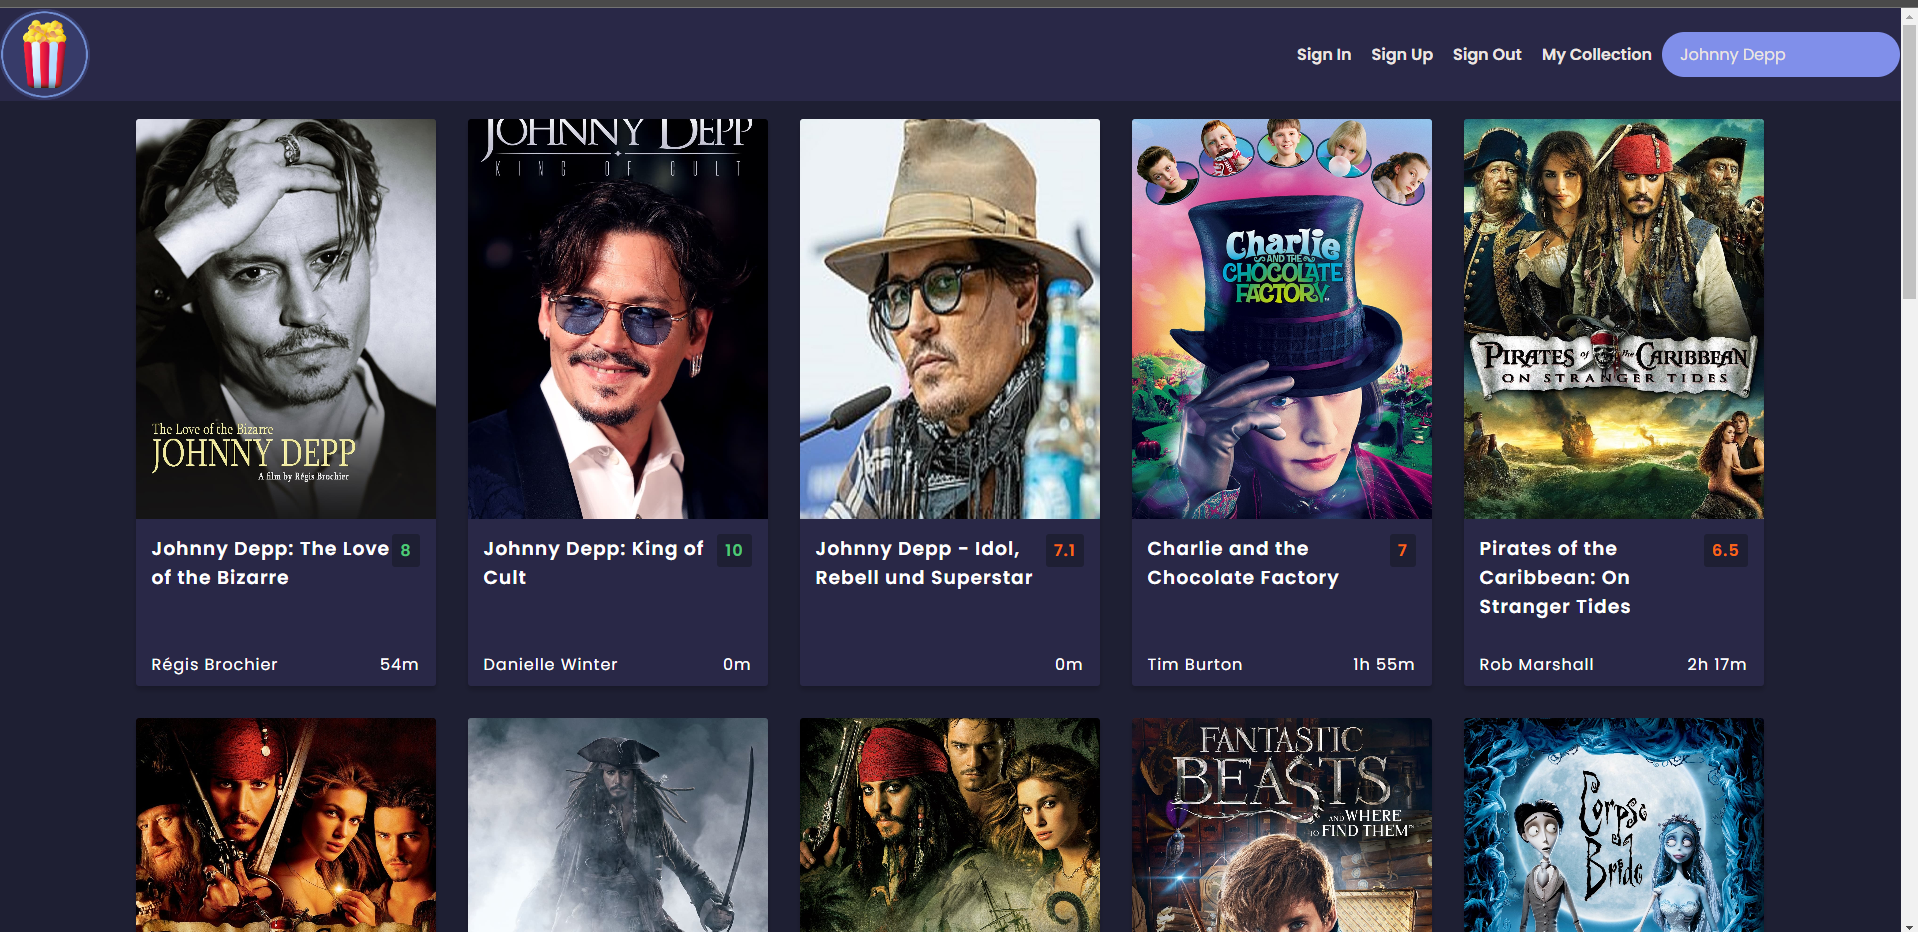 Sign In
Sign Up
Sign Out
My Collection
Johnny Depp
The Love of the Bizarre
JOHNNY DEPP
A film by Régis Brochier
JOHNNY DEPP
KING OF CULT
Charlie
AND THE
CHOCOLATE
FACTORY
PIRATES of the CARIBBEAN
ON STRANGER TIDES
Johnny Depp: The Love
of the Bizarre
8
Régis Brochier
54m
Johnny Depp: King of
Cult
10
Danielle Winter
0m
Johnny Depp - Idol,
Rebell und Superstar
7.1
0m
Charlie and the
Chocolate Factory
7
Tim Burton
1h 55m
Pirates of the
Caribbean: On
Stranger Tides
6.5
Rob Marshall
2h 17m
FANTASTIC
BEASTS
AND WHERE
TO FIND THEM
Corpse
Bride